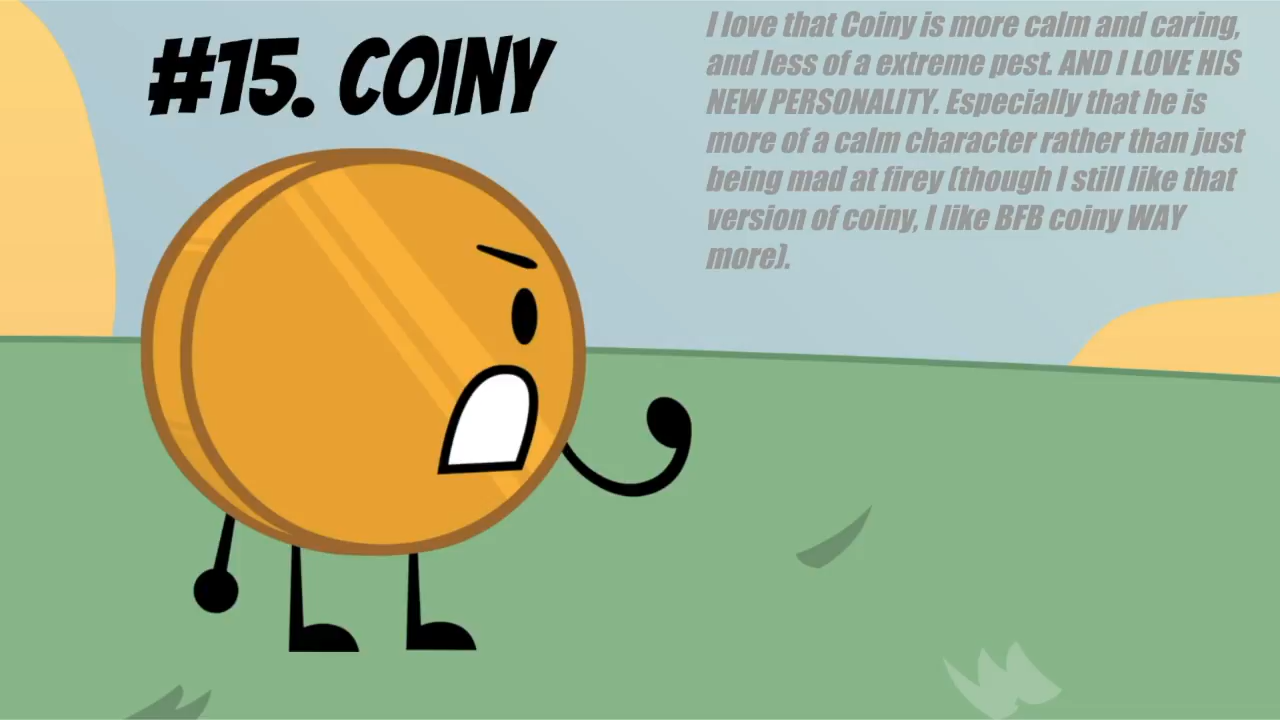 #15. COINY
I love that Coiny is more calm and caring,
and less of a extreme pest. AND I LOVE HIS
NEW PERSONALITY. Especially that he is
more of a calm character rather than just
being mad at firey (though I still like that
version of coiny, I like BFB coiny WAY
more).